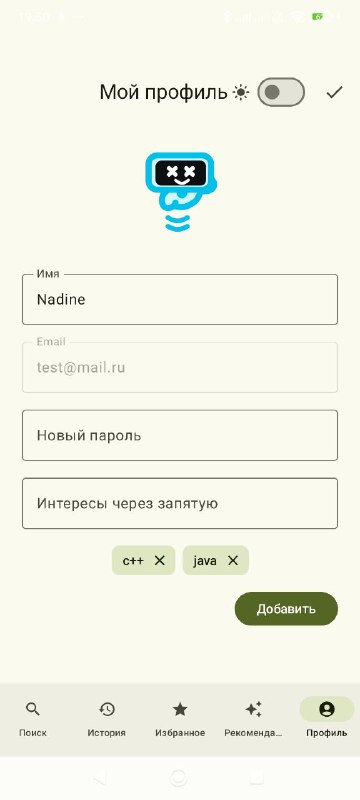 Мой профиль
Имя
Nadine
Email
test@mail.ru
Новый пароль
Интересы через запятую
c++
java
Добавить
Поиск
История
Избранное
Рекоменда...
Профиль